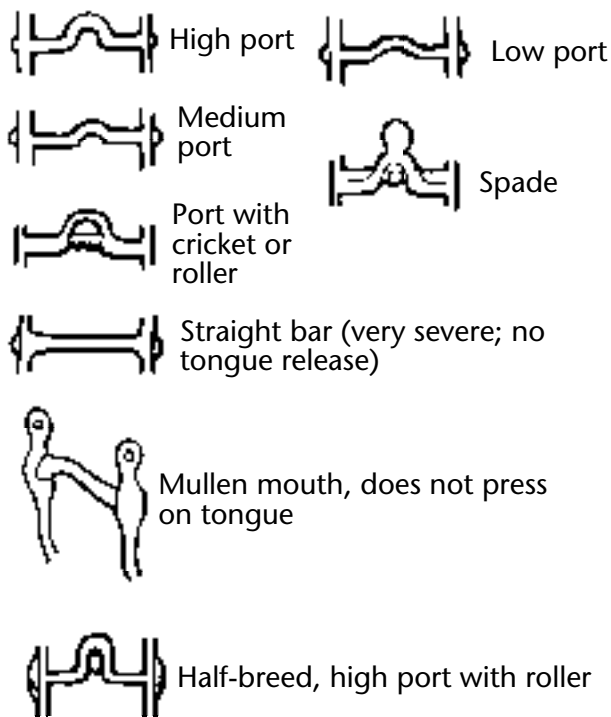 High port
Low port
Medium
port
Spade
Port with
cricket or
roller
Straight bar (very severe; no
tongue release)
Mullen mouth, does not press
on tongue
Half-breed, high port with roller